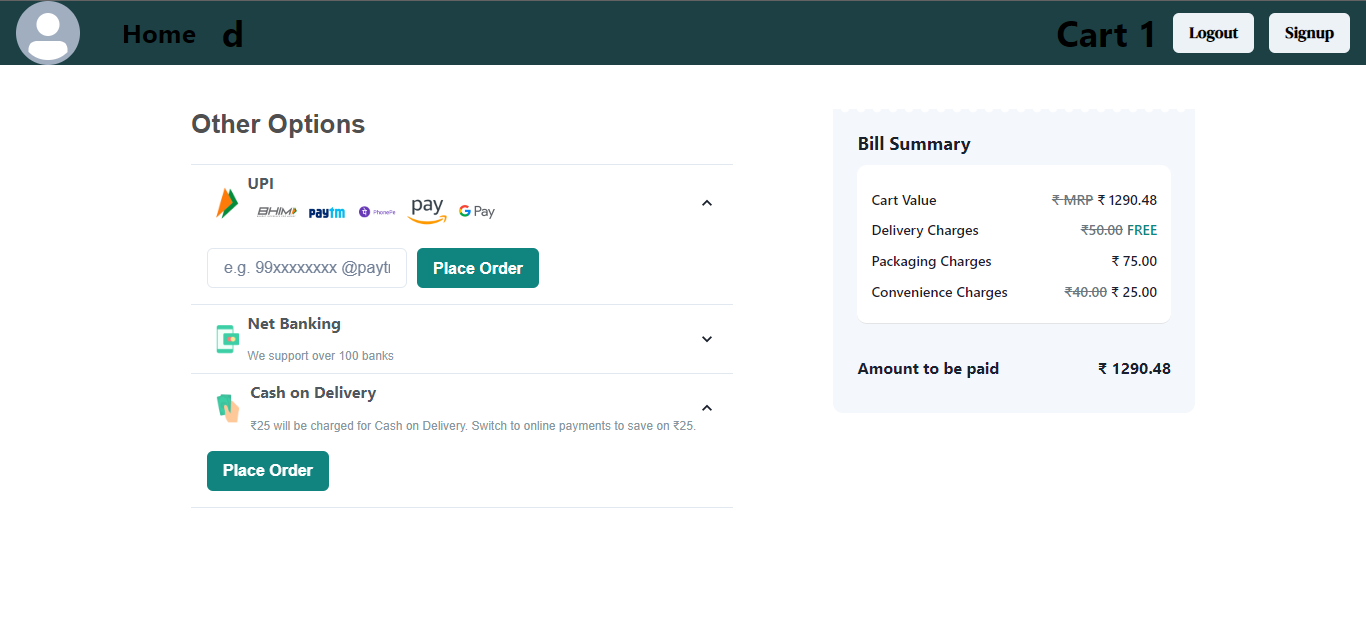 Home d Cart 1 Logout Signup
Other Options
UPI
BHIM paytm PhonePe pay G Pay
e.g. 99xxxxxxxx @payt
Place Order
Net Banking
We support over 100 banks
Cash on Delivery
₹25 will be charged for Cash on Delivery. Switch to online payments to save on ₹25.
Place Order
Bill Summary
Cart Value ₹ MRP ₹ 1290.48
Delivery Charges ₹50.00 FREE
Packaging Charges ₹ 75.00
Convenience Charges ₹40.00 ₹ 25.00
Amount to be paid ₹ 1290.48